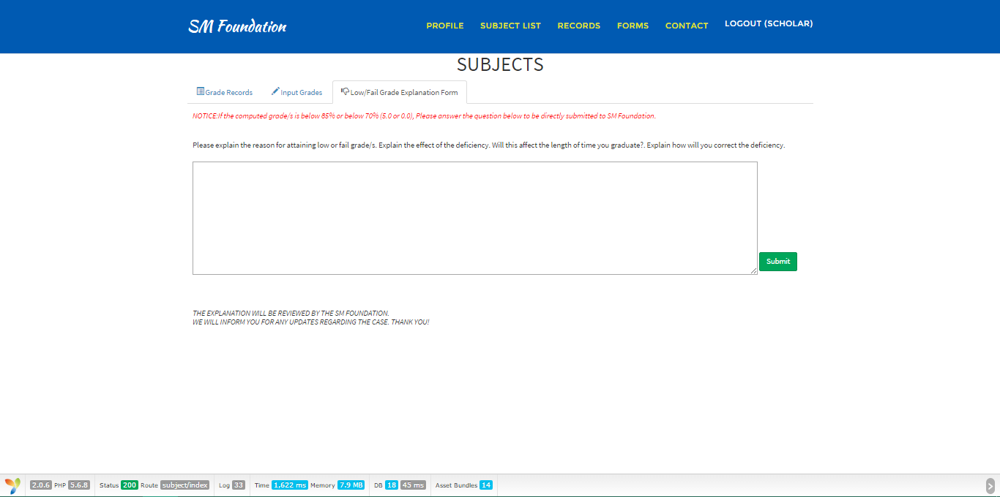 SM Foundation
PROFILE SUBJECT LIST RECORDS FORMS CONTACT LOGOUT (SCHOLAR)
SUBJECTS
Grade Records Input Grades Low/Fail Grade Explanation Form
NOTICE:If the computed grade/s is below 85% or below 70% (5.0 or 0.0), Please answer the question below to be directly submitted to SM Foundation.
Please explain the reason for attaining low or fail grade/s. Explain the effect of the deficiency. Will this affect the length of time you graduate?. Explain how will you correct the deficiency.
Submit
THE EXPLANATION WILL BE REVIEWED BY THE SM FOUNDATION.
WE WILL INFORM YOU FOR ANY UPDATES REGARDING THE CASE. THANK YOU!
2.0.6 PHP 5.6.8 Status 200 Route subject/index Log 33 Time 1,622 ms Memory 7.9 MB DB 18 45 ms Asset Bundles 14